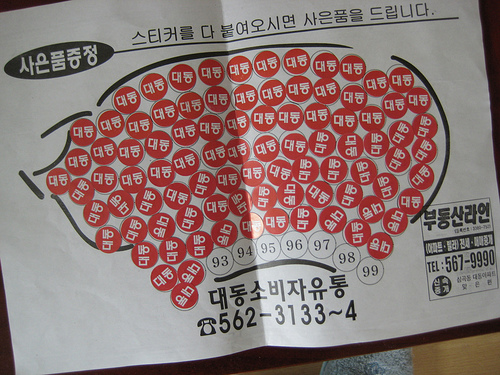 스티커를 다 붙여오시면 사은품을 드립니다.
사은품증정
대동
93 94 95 96 97 98 99
대동소비자유통
☎562-3133~4
부동산라인
TEL: 567-9990